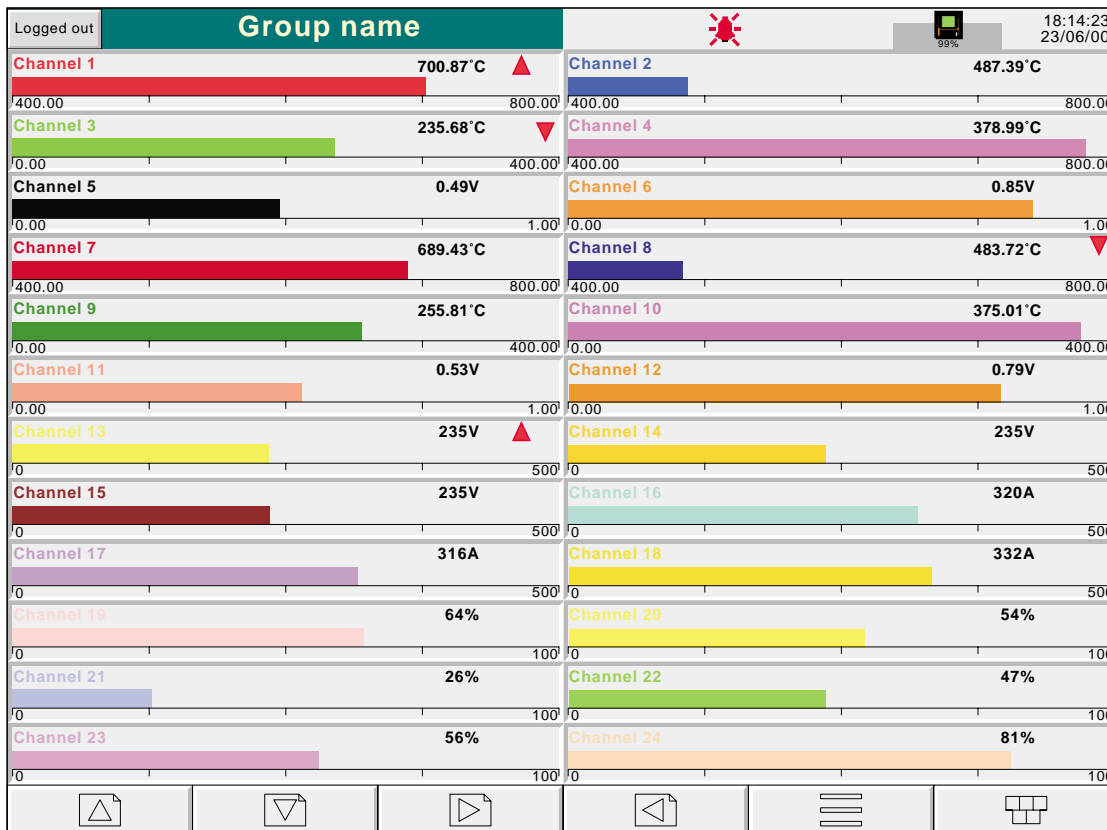 Logged out
Group name
99%
18:14:23
23/06/00
Channel 1 700.87°C
400.00 800.00
Channel 2 487.39°C
400.00 800.00
Channel 3 235.68°C
0.00 400.00
Channel 4 378.99°C
400.00 800.00
Channel 5 0.49V
0.00 1.00
Channel 6 0.85V
0.00 1.00
Channel 7 689.43°C
400.00 800.00
Channel 8 483.72°C
400.00 800.00
Channel 9 255.81°C
0.00 400.00
Channel 10 375.01°C
0.00 400.00
Channel 11 0.53V
0.00 1.00
Channel 12 0.79V
0.00 1.00
Channel 13 235V
0 500
Channel 14 235V
0 500
Channel 15 235V
0 500
Channel 16 320A
0 500
Channel 17 316A
0 500
Channel 18 332A
0 500
Channel 19 64%
0 100
Channel 20 54%
0 100
Channel 21 26%
0 100
Channel 22 47%
0 100
Channel 23 56%
0 100
Channel 24 81%
0 100